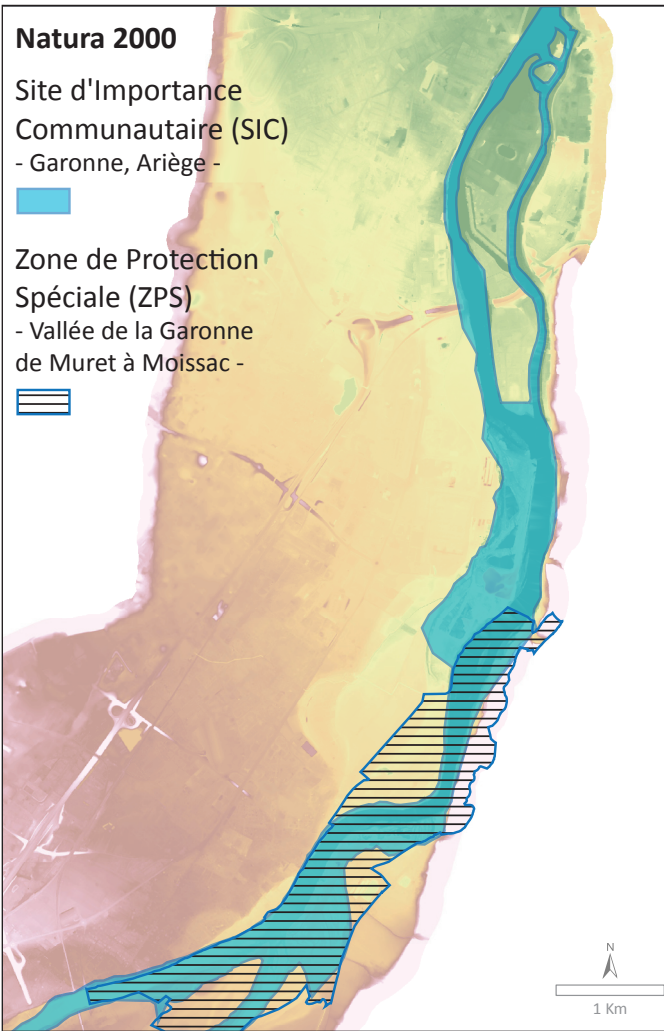 Natura 2000
Site d'Importance
Communautaire (SIC)
- Garonne, Ariège -
Zone de Protection
Spéciale (ZPS)
- Vallée de la Garonne
de Muret à Moissac -
N
1 Km